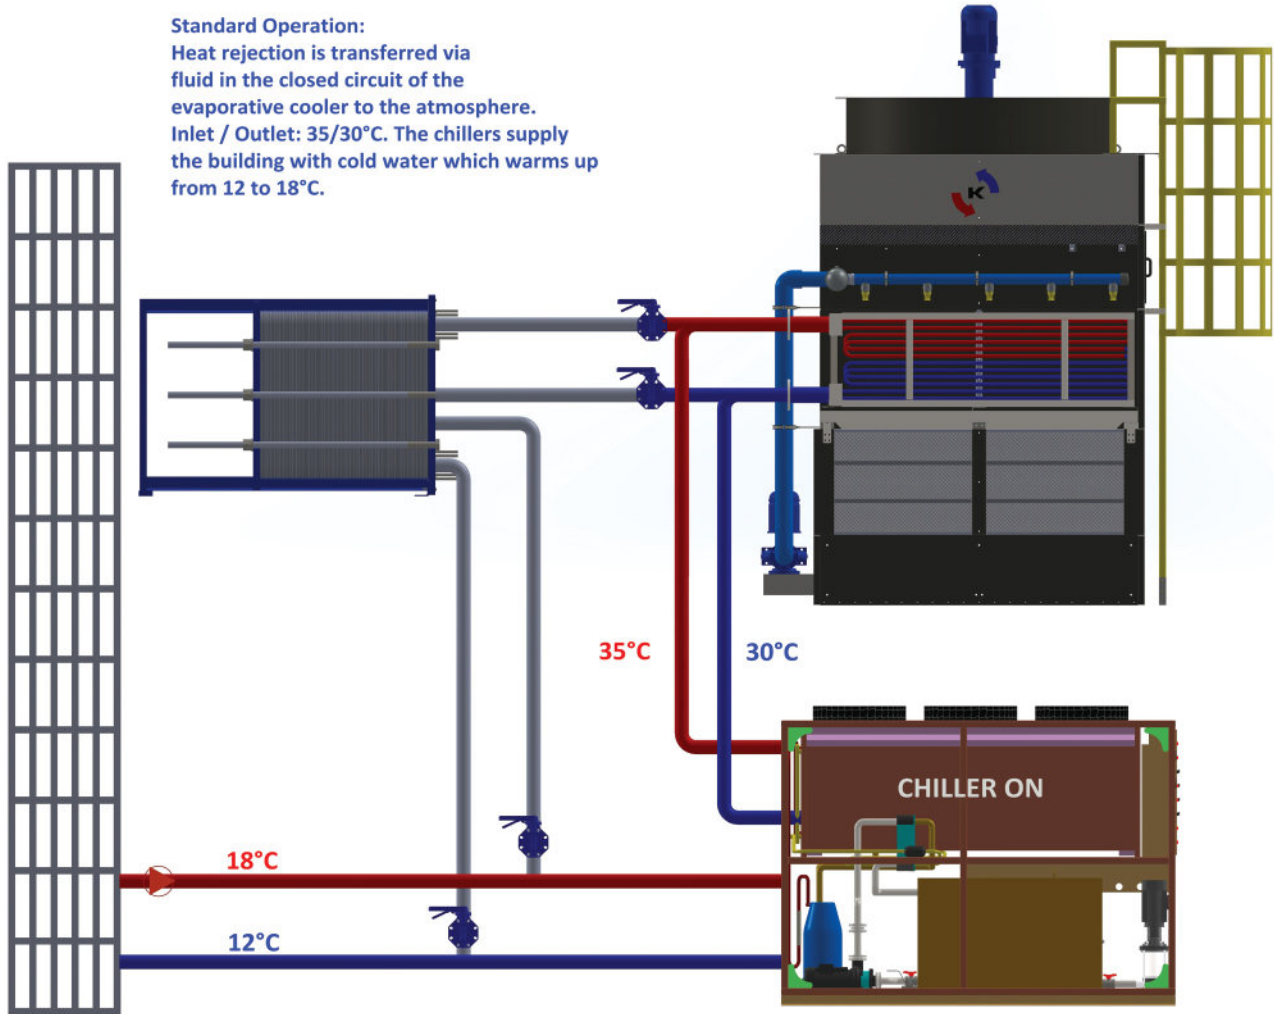 Standard Operation:
Heat rejection is transferred via
fluid in the closed circuit of the
evaporative cooler to the atmosphere.
Inlet / Outlet: 35/30°C. The chillers supply
the building with cold water which warms up
from 12 to 18°C.
K
35°C
30°C
CHILLER ON
18°C
12°C